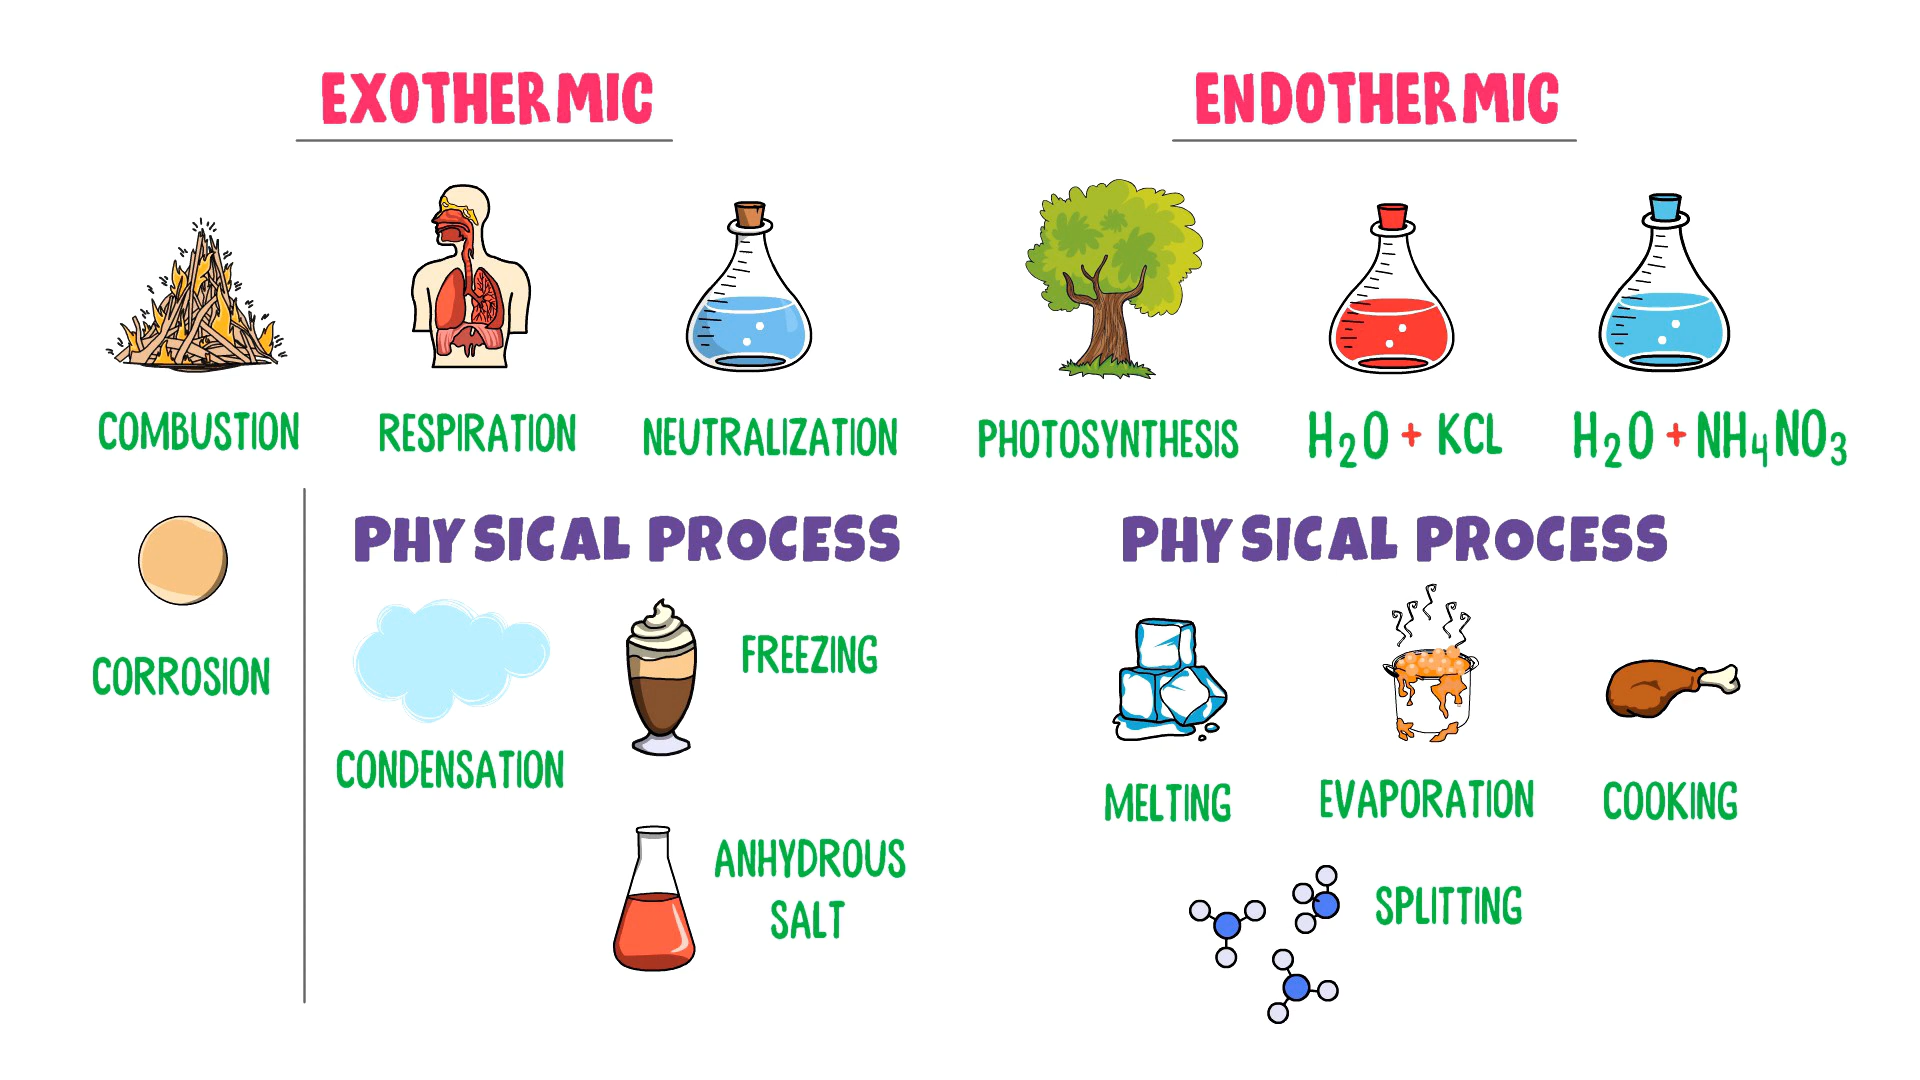 EXOTHERMIC
COMBUSTION
RESPIRATION
NEUTRALIZATION
CORROSION
PHYSICAL PROCESS
CONDENSATION
FREEZING
ANHYDROUS
SALT
ENDOTHERMIC
PHOTOSYNTHESIS
H₂O + KCL
H₂O + NH₄NO₃
PHYSICAL PROCESS
MELTING
EVAPORATION
COOKING
SPLITTING